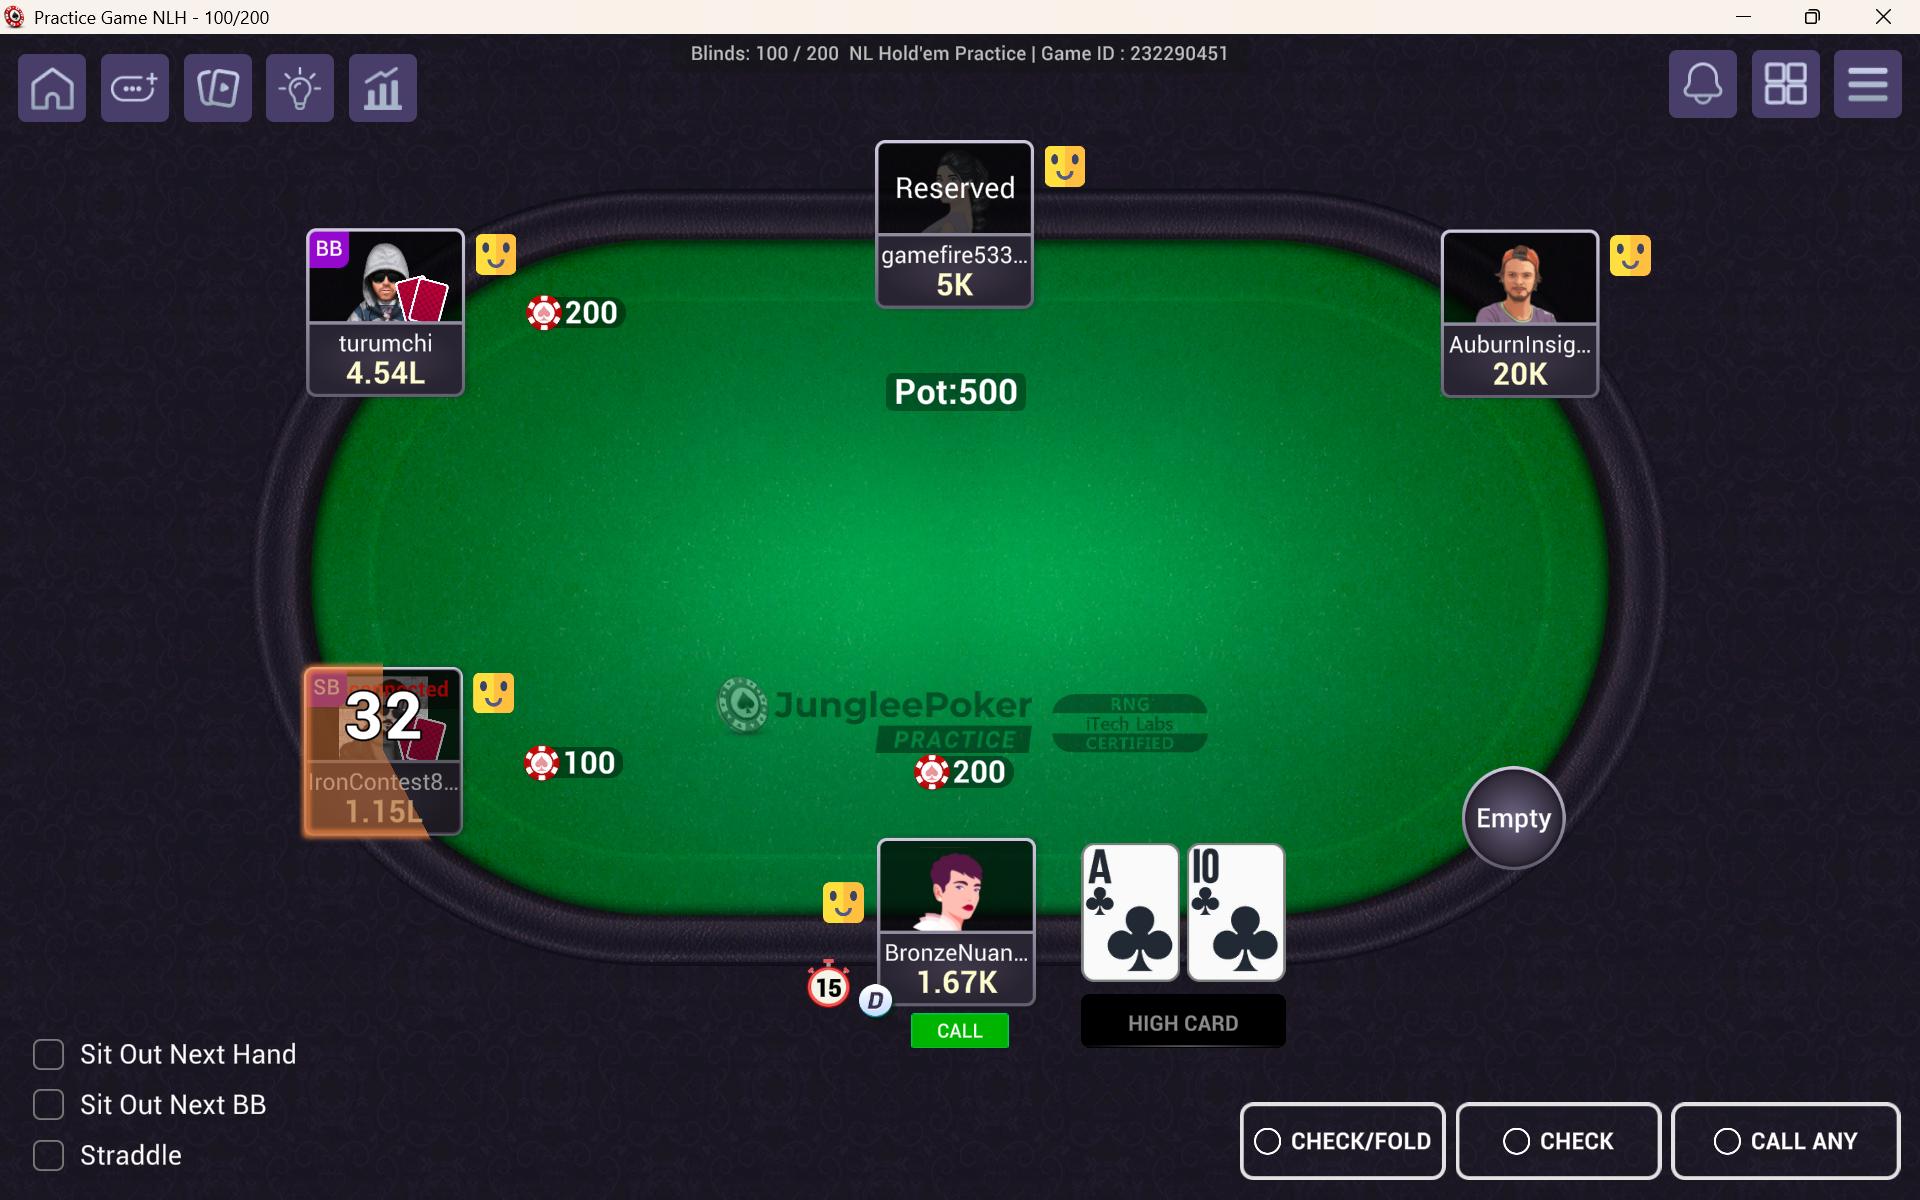 Practice Game NLH - 100/200
Blinds: 100 / 200 NL Hold'em Practice | Game ID : 232290451
Reserved
gamefire533...
5K
BB
turumchi
4.54L
200
AuburnInsig...
20K
Pot:500
SB
32
IronContest8...
1.15L
100
JungleePoker
PRACTICE
RNG
iTech Labs
CERTIFIED
200
Empty
A
10
BronzeNuan...
1.67K
15
D
CALL
HIGH CARD
Sit Out Next Hand
Sit Out Next BB
Straddle
CHECK/FOLD
CHECK
CALL ANY